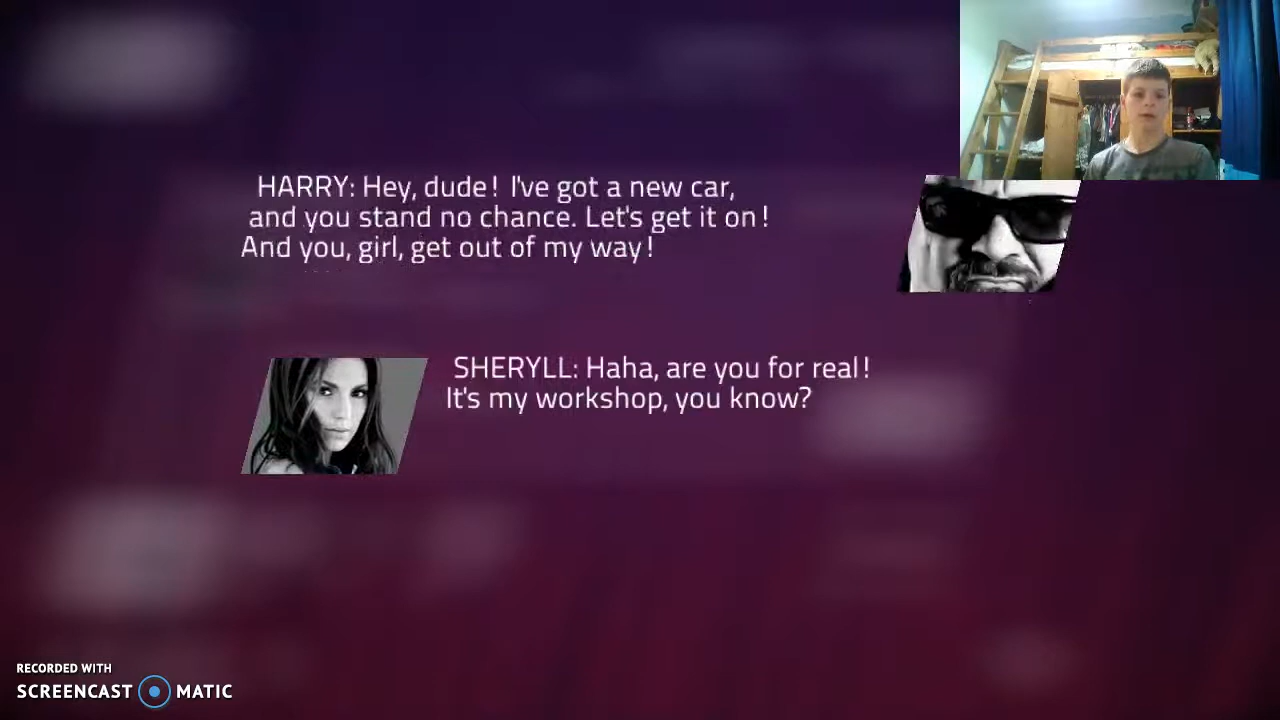 HARRY: Hey, dude! I've got a new car,
and you stand no chance. Let's get it on!
And you, girl, get out of my way!
SHERYLL: Haha, are you for real!
It's my workshop, you know?
RECORDED WITH
SCREENCAST MATIC